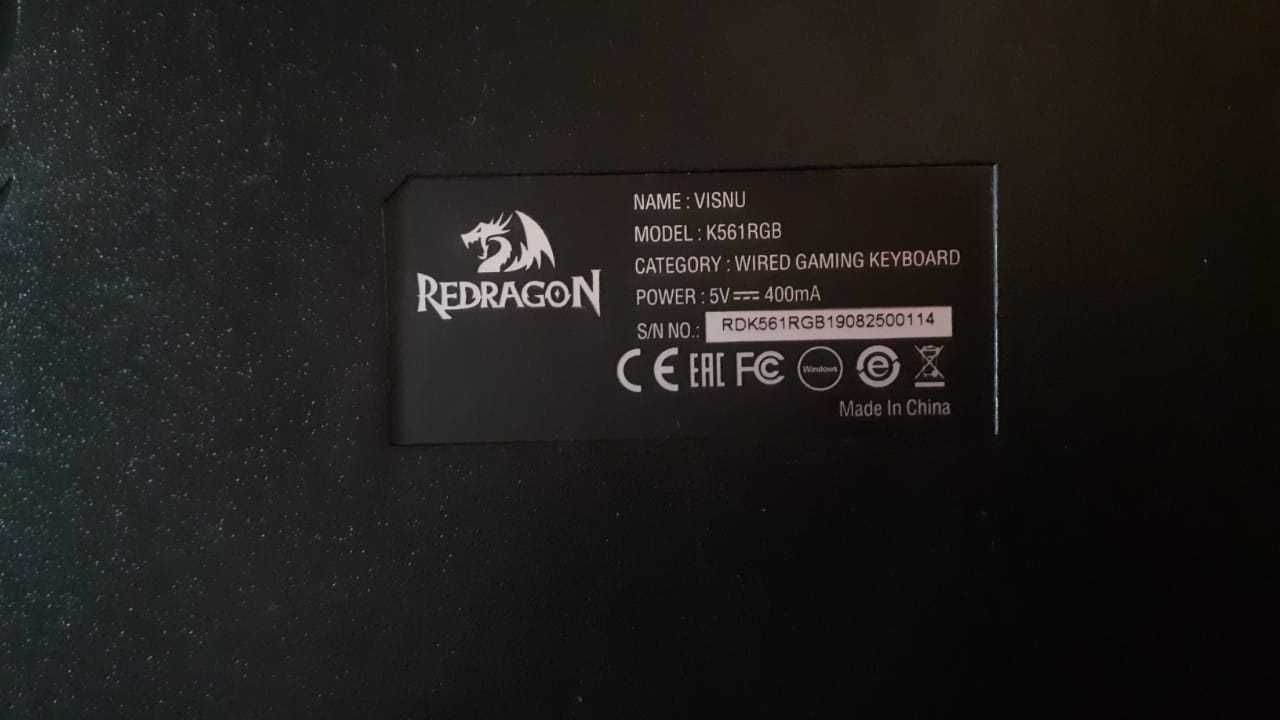 REDRAGON
NAME : VISNU
MODEL : K561RGB
CATEGORY : WIRED GAMING KEYBOARD
POWER : 5V⎓400mA
S/N NO.: RDK561RGB19082500114
CE EAC FC Windows e
Made In China